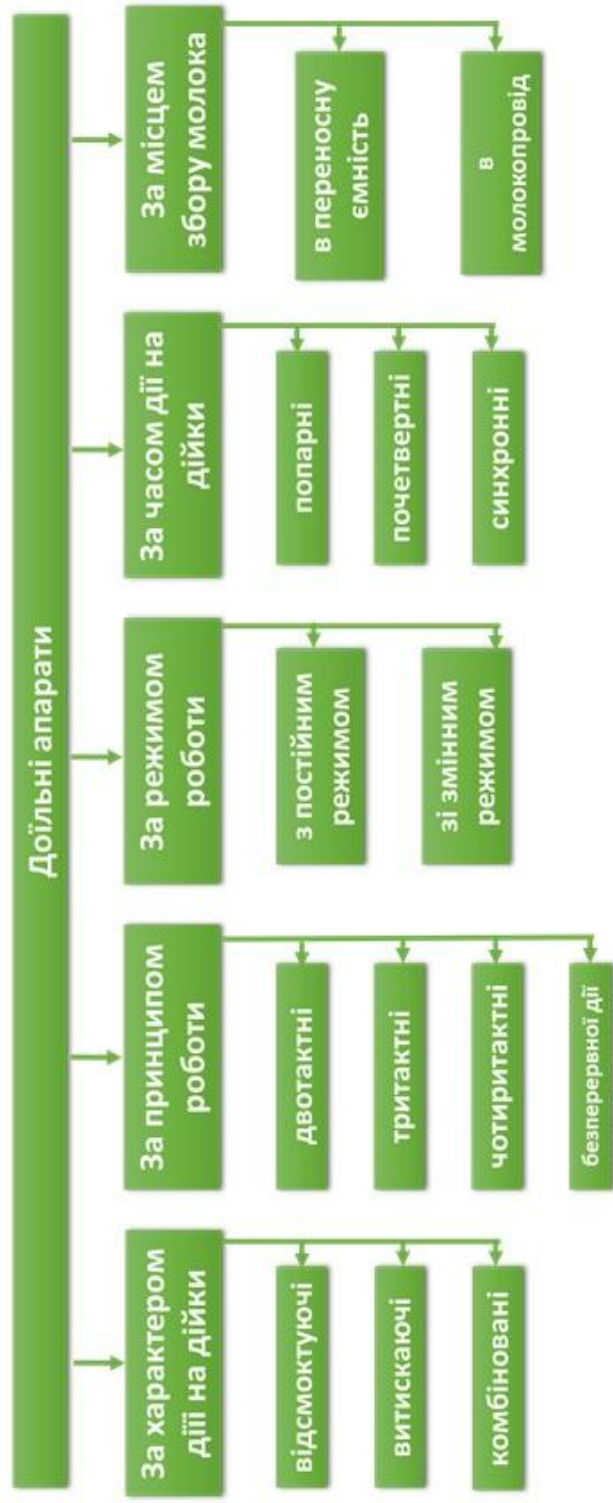 Доїльні апарати
За характером
дїії на дійки
відсмоктуючі
витискаючі
комбіновані
За принципом
роботи
двотактні
тритактні
чотиритактні
безперервної дії
За режимом
роботи
з постійним
режимом
зі змінним
режимом
За часом дії на
дійки
попарні
почетвертні
синхронні
За місцем
збору молока
в переносну
ємність
в
молокопровід